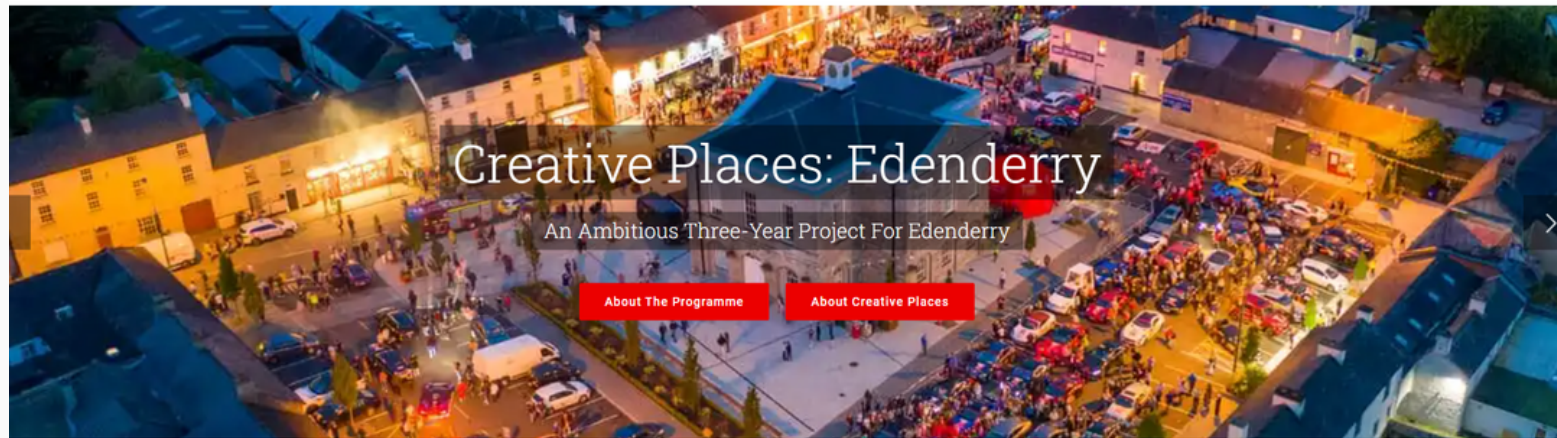 Creative Places: Edenderry
An Ambitious Three-Year Project For Edenderry
About The Programme
About Creative Places